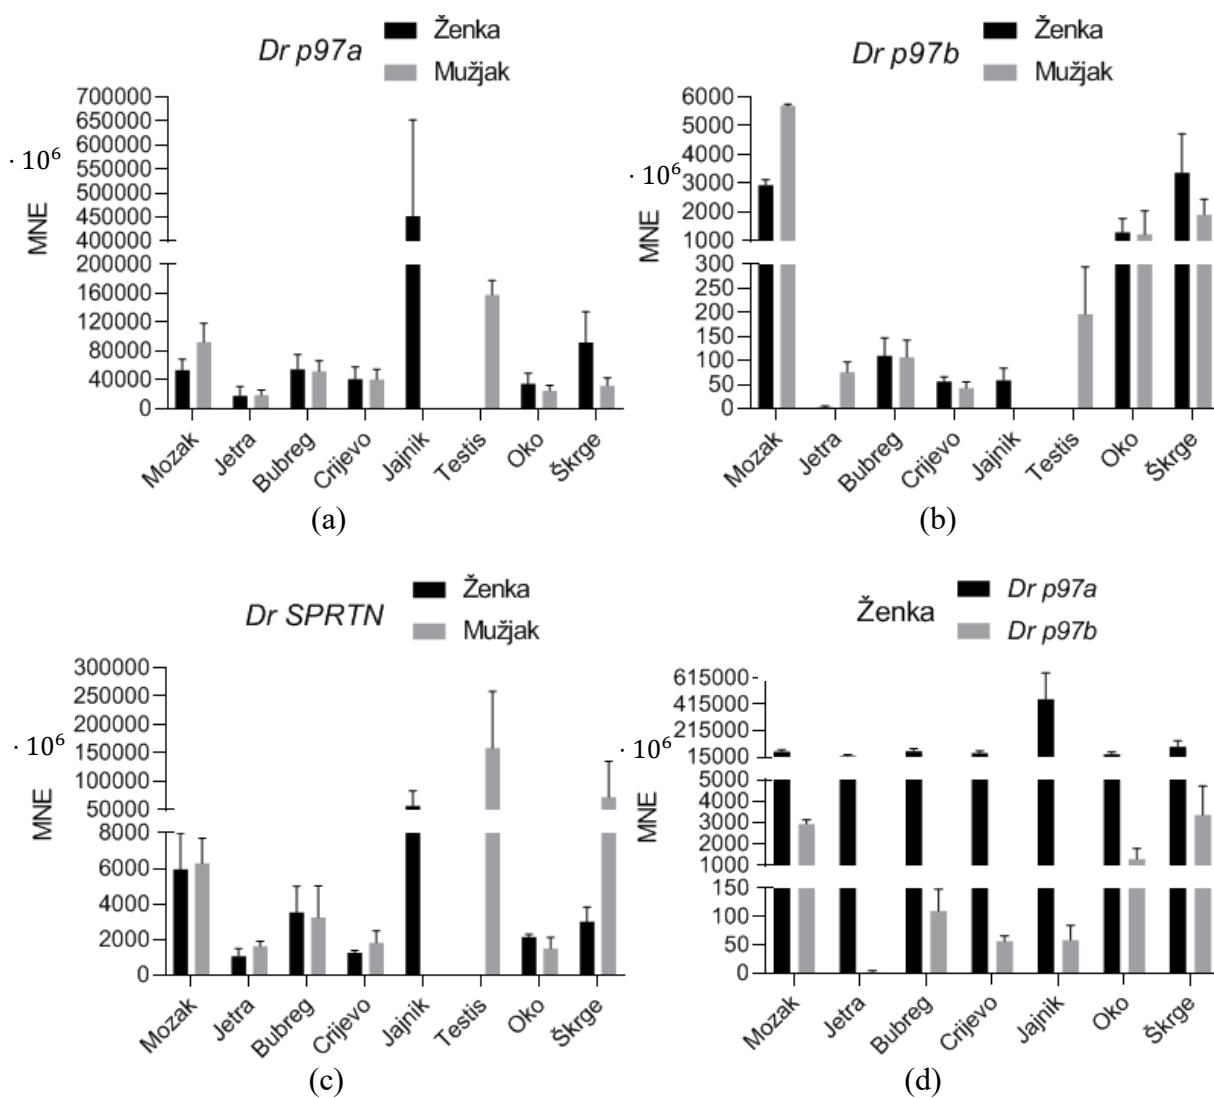 Dr p97a
Ženka
Mužjak
· 10⁶
MNE
700000
650000
600000
550000
500000
450000
400000
200000
160000
120000
80000
40000
0
Mozak
Jetra
Bubreg
Crijevo
Jajnik
Testis
Oko
Škrge
(a)
Dr p97b
Ženka
Mužjak
· 10⁶
MNE
6000
5000
4000
3000
2000
1000
300
250
200
150
100
50
0
Mozak
Jetra
Bubreg
Crijevo
Jajnik
Testis
Oko
Škrge
(b)
Dr SPRTN
Ženka
Mužjak
· 10⁶
MNE
300000
250000
200000
150000
100000
50000
8000
6000
4000
2000
0
Mozak
Jetra
Bubreg
Crijevo
Jajnik
Testis
Oko
Škrge
(c)
Ženka
Dr p97a
Dr p97b
· 10⁶
MNE
615000
415000
215000
15000
5000
4000
3000
2000
1000
150
100
50
0
Mozak
Jetra
Bubreg
Crijevo
Jajnik
Oko
Škrge
(d)